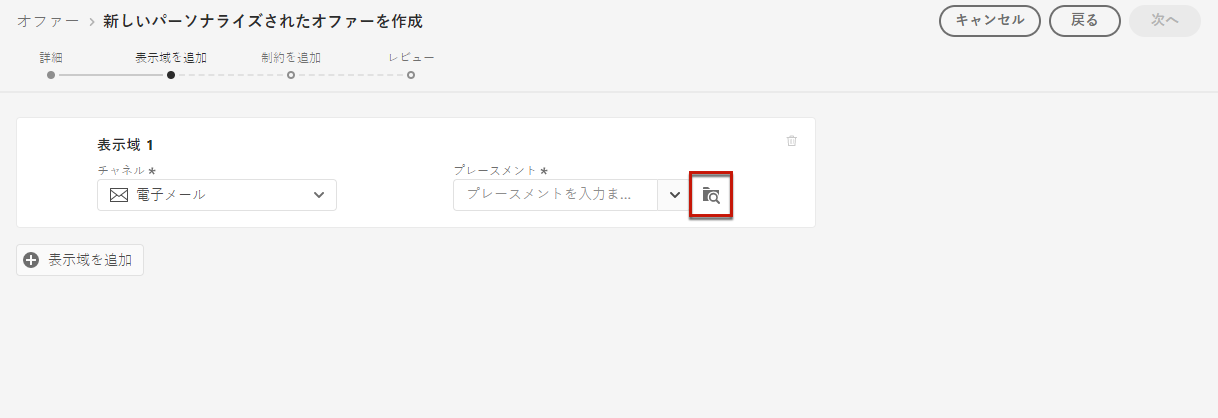 オファー > 新しいパーソナライズされたオファーを作成
キャンセル
戻る
次へ
詳細
表示域を追加
制約を追加
レビュー
表示域 1
チャネル *
プレースメント *
電子メール
プレースメントを入力ま...
表示域を追加